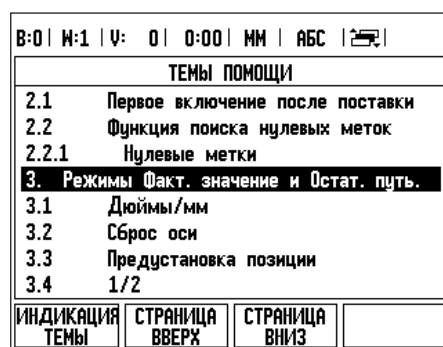 В:0 | W:1 | V: 0 | 0:00 | ММ | АБС
ТЕМЫ ПОМОЩИ
2.1 Первое включение после поставки
2.2 Функция поиска нулевых меток
2.2.1 Нулевые метки
3. Режимы Факт. значение и Остат. путь.
3.1 Дюймы/мм
3.2 Сброс оси
3.3 Предустановка позиции
3.4 1/2
ИНДИКАЦИЯ ТЕМЫ
СТРАНИЦА ВВЕРХ
СТРАНИЦА ВНИЗ